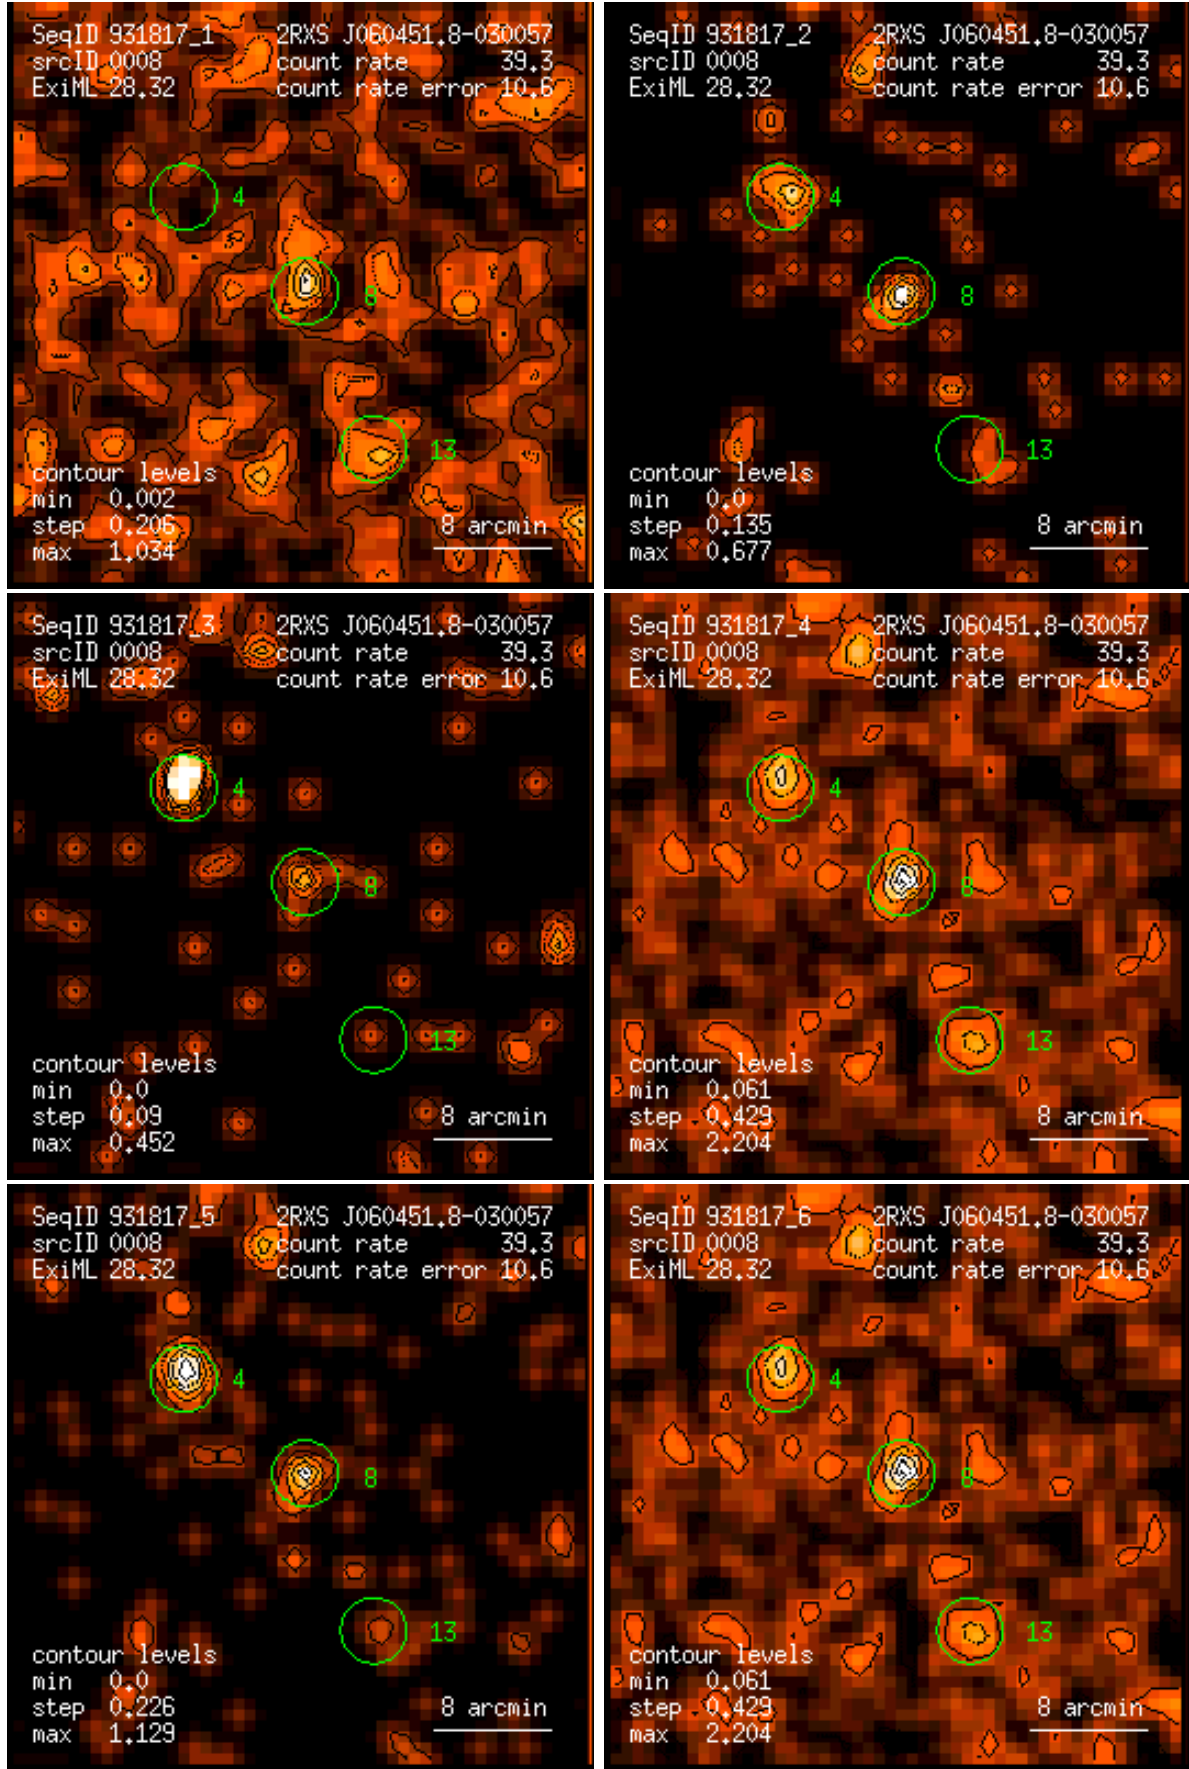 SeqID 931817_1 2RXS J060451.8-030057
srcID 0008 count rate 39.3
ExiML 28.32 count rate error 10.6
4
8
13
contour levels
min 0.002
step 0.206
max 1.034
8 arcmin
SeqID 931817_2 2RXS J060451.8-030057
srcID 0008 count rate 39.3
ExiML 28.32 count rate error 10.6
4
8
13
contour levels
min 0.0
step 0.135
max 0.677
8 arcmin
SeqID 931817_3 2RXS J060451.8-030057
srcID 0008 count rate 39.3
ExiML 28.32 count rate error 10.6
4
8
13
contour levels
min 0.0
step 0.09
max 0.452
8 arcmin
SeqID 931817_4 2RXS J060451.8-030057
srcID 0008 count rate 39.3
ExiML 28.32 count rate error 10.6
4
8
13
contour levels
min 0.061
step 0.429
max 2.204
8 arcmin
SeqID 931817_5 2RXS J060451.8-030057
srcID 0008 count rate 39.3
ExiML 28.32 count rate error 10.6
4
8
13
contour levels
min 0.0
step 0.226
max 1.129
8 arcmin
SeqID 931817_6 2RXS J060451.8-030057
srcID 0008 count rate 39.3
ExiML 28.32 count rate error 10.6
4
8
13
contour levels
min 0.061
step 0.429
max 2.204
8 arcmin